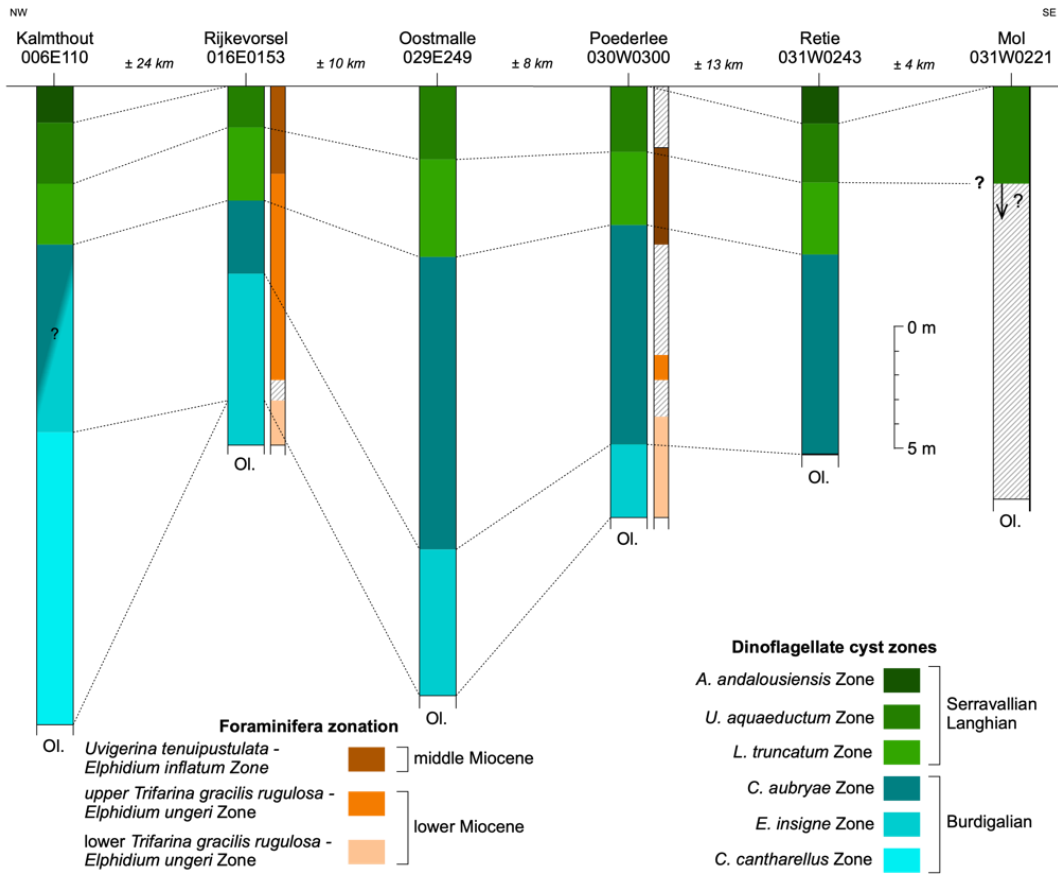 NW
SE
Kalmthout
006E110
± 24 km
Rijkevorsel
016E0153
± 10 km
Oostmalle
029E249
± 8 km
Poederlee
030W0300
± 13 km
Retie
031W0243
± 4 km
Mol
031W0221
?
?
?
0 m
5 m
Ol.
Ol.
Ol.
Ol.
Ol.
Ol.
Foraminifera zonation
Uvigerina tenuipustulata -
Elphidium inflatum Zone
middle Miocene
upper Trifarina gracilis rugulosa -
Elphidium ungeri Zone
lower Miocene
lower Trifarina gracilis rugulosa -
Elphidium ungeri Zone
Dinoflagellate cyst zones
A. andalousiensis Zone
U. aquaeductum Zone
L. truncatum Zone
Serravallian
Langhian
C. aubryae Zone
E. insigne Zone
C. cantharellus Zone
Burdigalian